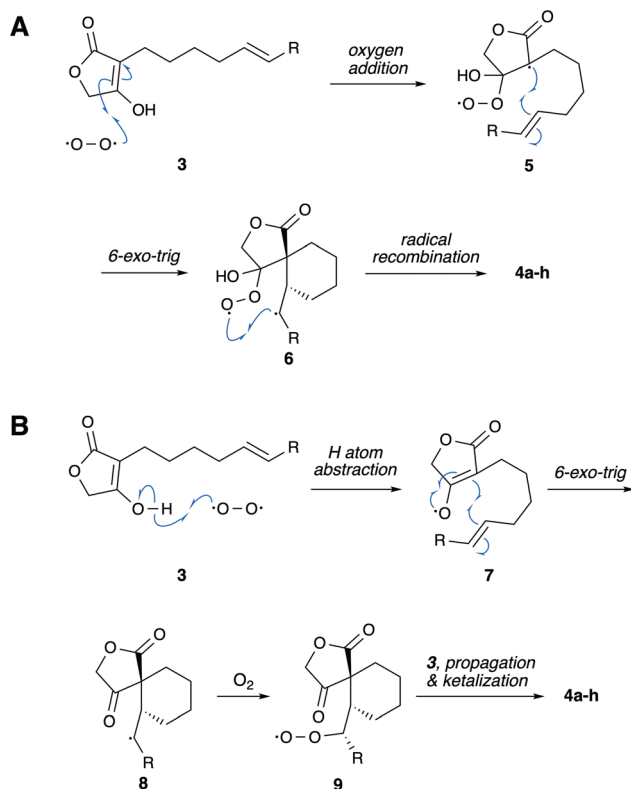 A
O
O
OH
R
·O–O·
3
oxygen
addition
O
O
HO
·O–O
R
5
6-exo-trig
O
O
HO
O
O
R
6
radical
recombination
4a-h
B
O
O
O–H
R
·O–O·
3
H atom
abstraction
O
O
O
R
7
6-exo-trig
O
O
O
R
8
O2
O
O
O
·O–O
R
9
3, propagation
& ketalization
4a-h